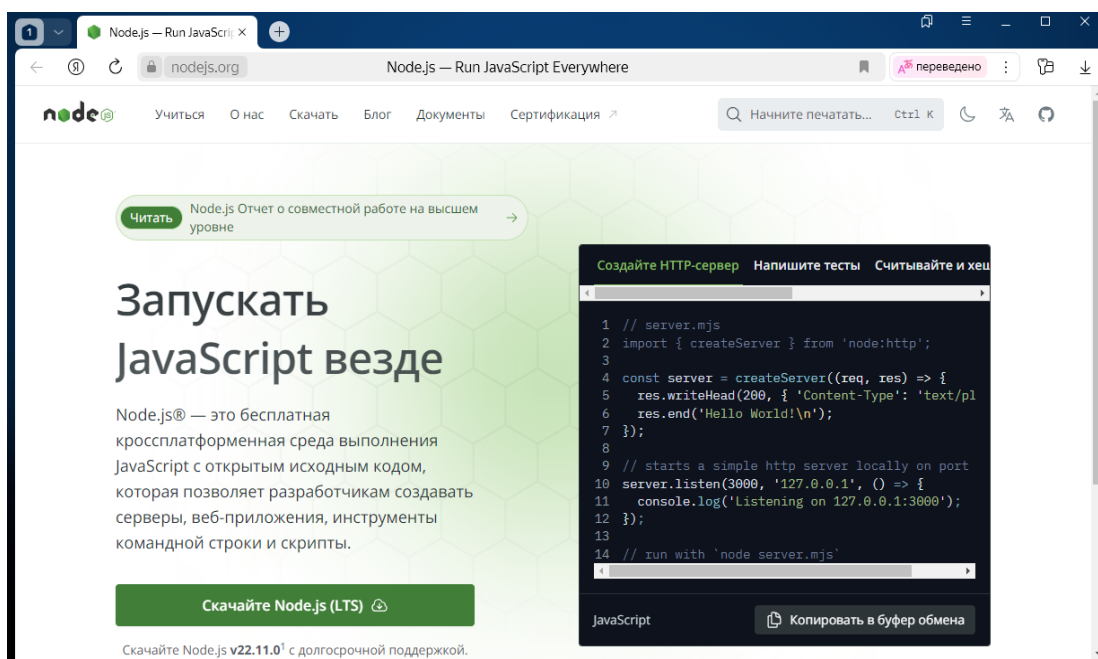 1
Node.js — Run JavaScrip
nodejs.org
Node.js — Run JavaScript Everywhere
переведено
node
Учиться О нас Скачать Блог Документы Сертификация
Начните печатать... Ctrl K
Читать
Node.js Отчет о совместной работе на высшем
уровне
Запускать
JavaScript везде
Node.js® — это бесплатная
кроссплатформенная среда выполнения
JavaScript с открытым исходным кодом,
которая позволяет разработчикам создавать
серверы, веб-приложения, инструменты
командной строки и скрипты.
Скачайте Node.js (LTS)
Скачайте Node.js v22.11.0¹ с долгосрочной поддержкой.
Создайте HTTP-сервер Напишите тесты Считывайте и хеш
1 // server.mjs
2 import { createServer } from 'node:http';
3
4 const server = createServer((req, res) => {
5 res.writeHead(200, { 'Content-Type': 'text/pl
6 res.end('Hello World!\n');
7 });
8
9 // starts a simple http server locally on port
10 server.listen(3000, '127.0.0.1', () => {
11 console.log('Listening on 127.0.0.1:3000');
12 });
13
14 // run with `node server.mjs`
JavaScript
Копировать в буфер обмена